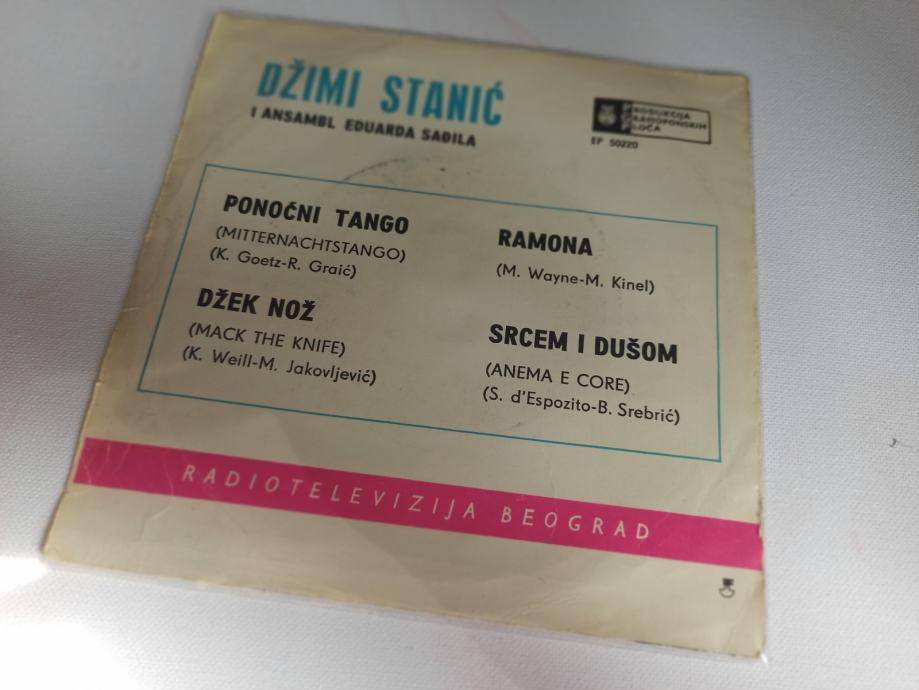 DŽIMI STANIĆ
I ANSAMBL EDUARDA SAĐILA
PRODUKCIJA
GRAMOFONSKIH
PLOČA
EP 50220
PONOĆNI TANGO
(MITTERNACHTSTANGO)
(K. Goetz-R. Graić)
DŽEK NOŽ
(MACK THE KNIFE)
(K. Weill-M. Jakovljević)
RAMONA
(M. Wayne-M. Kinel)
SRCEM I DUŠOM
(ANEMA E CORE)
(S. d'Espozito-B. Srebrić)
RADIOTELEVIZIJA BEOGRAD